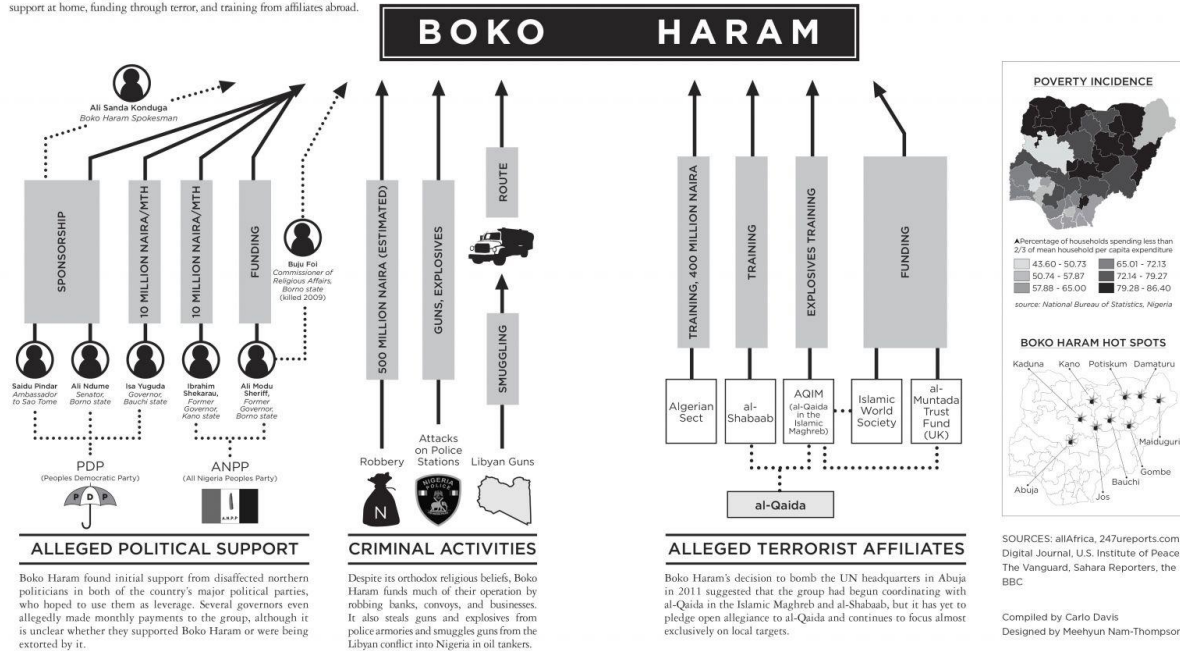 support at home, funding through terror, and training from affiliates abroad.
BOKO HARAM
Ali Sanda Konduga
Boko Haram Spokesman
SPONSORSHIP
10 MILLION NAIRA/MTH
10 MILLION NAIRA/MTH
FUNDING
Buju Foi
Commissioner of
Religious Affairs,
Borno state
(killed 2009)
Saidu Pindar
Ambassador
to Sao Tome
Ali Ndume
Senator,
Borno state
Isa Yuguda
Governor,
Bauchi state
Ibrahim
Shekarau,
Former
Governor,
Kano state
Ali Modu
Sheriff,
Former
Governor,
Borno state
PDP
(Peoples Democratic Party)
P D P
ANPP
(All Nigeria Peoples Party)
A.N.P.P
ALLEGED POLITICAL SUPPORT
Boko Haram found initial support from disaffected northern
politicians in both of the country's major political parties,
who hoped to use them as leverage. Several governors even
allegedly made monthly payments to the group, although it
is unclear whether they supported Boko Haram or were being
extorted by it.
500 MILLION NAIRA (ESTIMATED)
GUNS, EXPLOSIVES
ROUTE
SMUGGLING
Robbery
N
Attacks
on Police
Stations
NIGERIA
POLICE
Libyan Guns
CRIMINAL ACTIVITIES
Despite its orthodox religious beliefs, Boko
Haram funds much of their operation by
robbing banks, convoys, and businesses.
It also steals guns and explosives from
police armories and smuggles guns from the
Libyan conflict into Nigeria in oil tankers.
TRAINING, 400 MILLION NAIRA
TRAINING
EXPLOSIVES TRAINING
FUNDING
Algerian
Sect
al-
Shabaab
AQIM
(al-Qaida
in the
Islamic
Maghreb)
Islamic
World
Society
al-
Muntada
Trust
Fund
(UK)
al-Qaida
ALLEGED TERRORIST AFFILIATES
Boko Haram's decision to bomb the UN headquarters in Abuja
in 2011 suggested that the group had begun coordinating with
al-Qaida in the Islamic Maghreb and al-Shabaab, but it has yet to
pledge open allegiance to al-Qaida and continues to focus almost
exclusively on local targets.
POVERTY INCIDENCE
▲Percentage of households spending less than
2/3 of mean household per capita expenditure
43.60 - 50.73
50.74 - 57.87
57.88 - 65.00
65.01 - 72.13
72.14 - 79.27
79.28 - 86.40
source: National Bureau of Statistics, Nigeria
BOKO HARAM HOT SPOTS
Kaduna Kano Potiskum Damaturu
Maiduguri
Gombe
Bauchi
Jos
Abuja
SOURCES: allAfrica, 247ureports.com
Digital Journal, U.S. Institute of Peace
The Vanguard, Sahara Reporters, the
BBC
Compiled by Carlo Davis
Designed by Meehyun Nam-Thompson